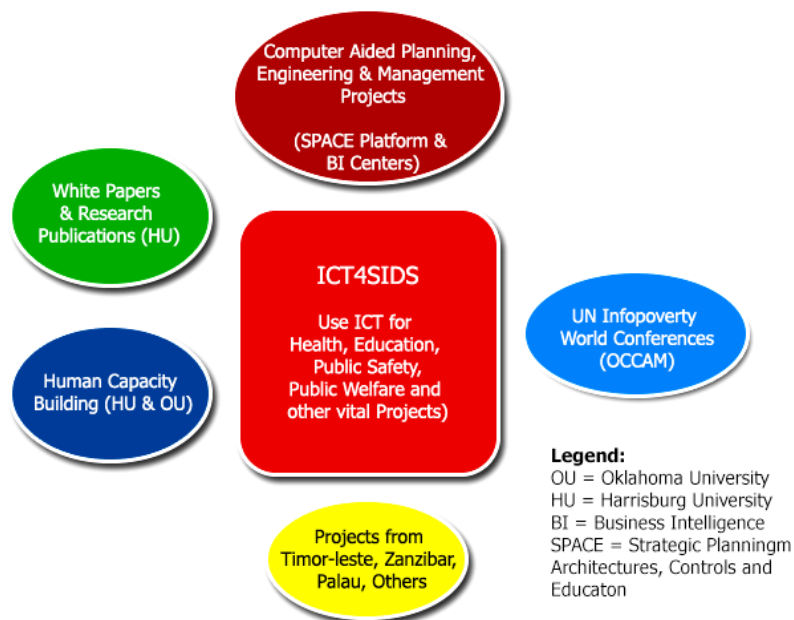 Computer Aided Planning,
Engineering & Management
Projects
(SPACE Platform &
BI Centers)
White Papers
& Research
Publications (HU)
ICT4SIDS
Use ICT for
Health, Education,
Public Safety,
Public Welfare and
other vital Projects)
UN Infopoverty
World Conferences
(OCCAM)
Human Capacity
Building (HU & OU)
Projects from
Timor-leste, Zanzibar,
Palau, Others
Legend:
OU = Oklahoma University
HU = Harrisburg University
BI = Business Intelligence
SPACE = Strategic Planningm
Architectures, Controls and
Educaton